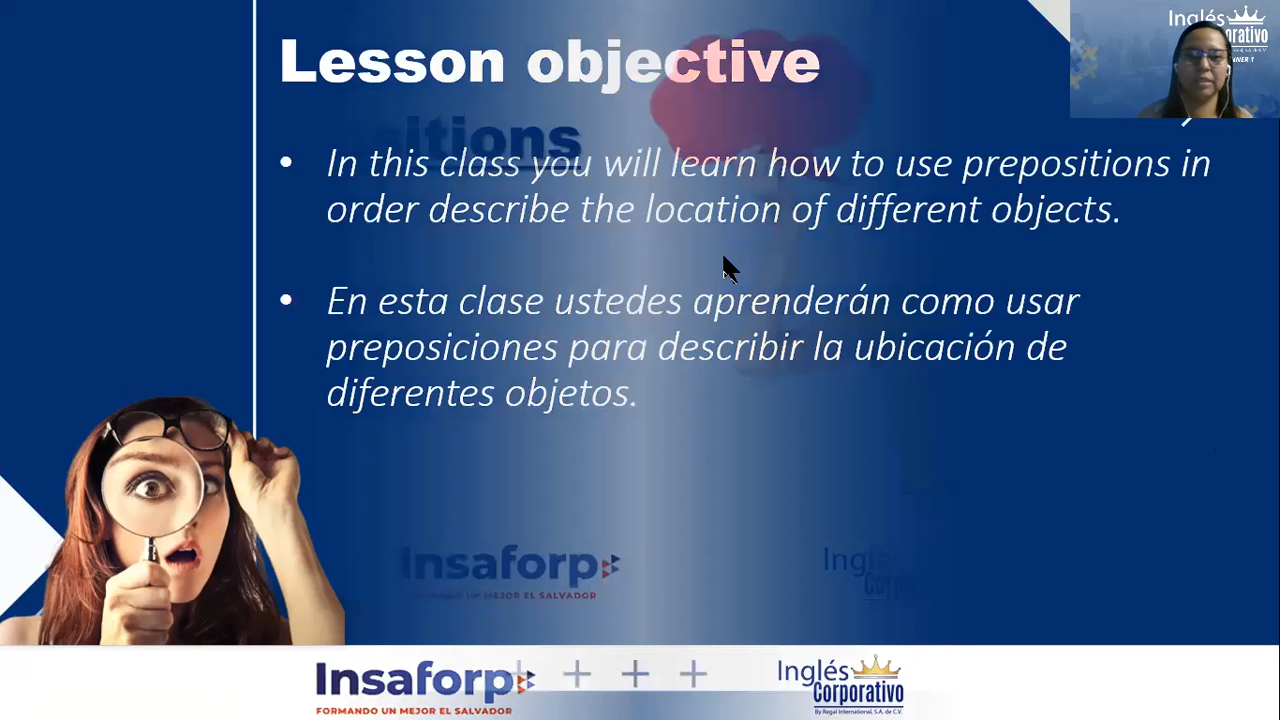 Lesson objective
sitions
• In this class you will learn how to use prepositions in
order describe the location of different objects.
• En esta clase ustedes aprenderán como usar
preposiciones para describir la ubicación de
diferentes objetos.
Insaforp
FORMANDO UN MEJOR EL SALVADOR
Inglés
Insaforp
FORMANDO UN MEJOR EL SALVADOR
Inglés
Corporativo
By Regal International, S.A. de C.V.
Inglés